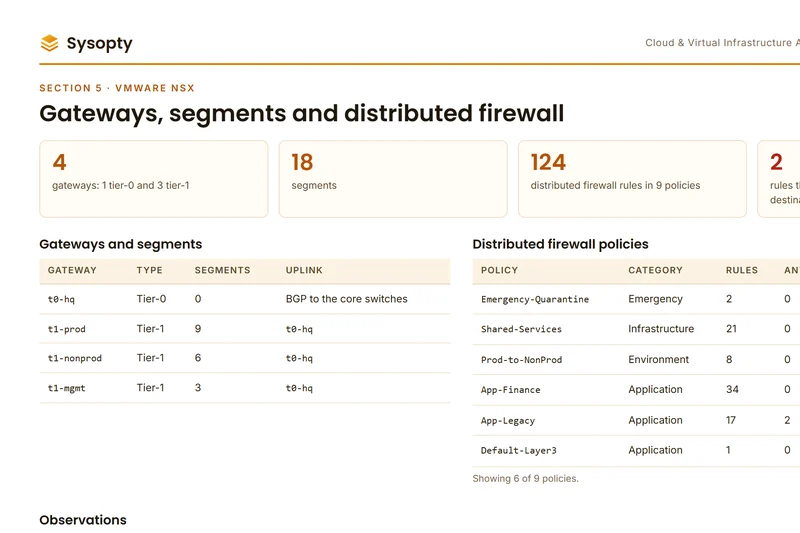 Sysopty
Cloud & Virtual Infrastructure
SECTION 5 · VMWARE NSX
Gateways, segments and distributed firewall
4
gateways: 1 tier-0 and 3 tier-1
18
segments
124
distributed firewall rules in 9 policies
2
rules
Gateways and segments
GATEWAY TYPE SEGMENTS UPLINK
t0-hq Tier-0 0 BGP to the core switches
t1-prod Tier-1 9 t0-hq
t1-nonprod Tier-1 6 t0-hq
t1-mgmt Tier-1 3 t0-hq
Distributed firewall policies
POLICY CATEGORY RULES
Emergency-Quarantine Emergency 2 0
Shared-Services Infrastructure 21 0
Prod-to-NonProd Environment 8 0
App-Finance Application 34 0
App-Legacy Application 17 2
Default-Layer3 Application 1 0
Showing 6 of 9 policies.
Observations